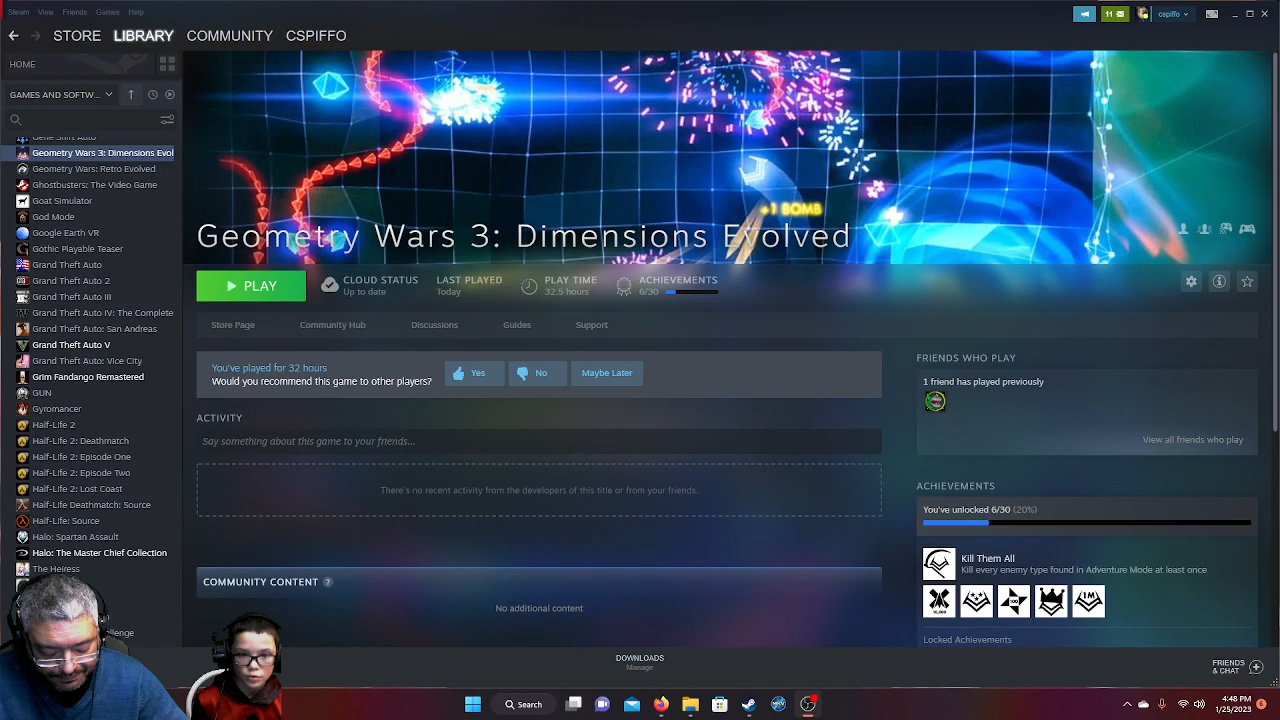 Steam View Friends Games Help
11
cspiffo
STORE LIBRARY COMMUNITY CSPIFFO
HOME
GAMES AND SOFTW...
Gene Shift Auto
Geometry Wars 3: Dimensions Evol
Geometry Wars: Retro Evolved
Ghostbusters: The Video Game
Goat Simulator
God Mode
Google Earth VR
Gothic Playable Teaser
Grand Theft Auto
Grand Theft Auto 2
Grand Theft Auto III
Grand Theft Auto IV: The Complete
Grand Theft Auto: San Andreas
Grand Theft Auto V
Grand Theft Auto: Vice City
Grim Fandango Remastered
GUN
Gyromancer
Half-Life 2
Half-Life 2: Deathmatch
Half-Life 2: Episode One
Half-Life 2: Episode Two
Half-Life 2: Lost Coast
Half-Life Deathmatch: Source
Half-Life: Source
Halo: Spartan Assault
Halo: The Master Chief Collection
The Heiress
llenge
+1 BOMB
Geometry Wars 3: Dimensions Evolved
PLAY
CLOUD STATUS
Up to date
LAST PLAYED
Today
PLAY TIME
32.5 hours
ACHIEVEMENTS
6/30
Store Page Community Hub Discussions Guides Support
You've played for 32 hours
Would you recommend this game to other players?
Yes No Maybe Later
ACTIVITY
Say something about this game to your friends...
There's no recent activity from the developers of this title or from your friends.
COMMUNITY CONTENT ?
No additional content
FRIENDS WHO PLAY
1 friend has played previously
View all friends who play
ACHIEVEMENTS
You've unlocked 6/30 (20%)
Kill Them All
Kill every enemy type found in Adventure Mode at least once
10,000
100
1M
Locked Achievements
DOWNLOADS
Manage
FRIENDS
& CHAT
Search
4:48 PM
1/25/2023
6